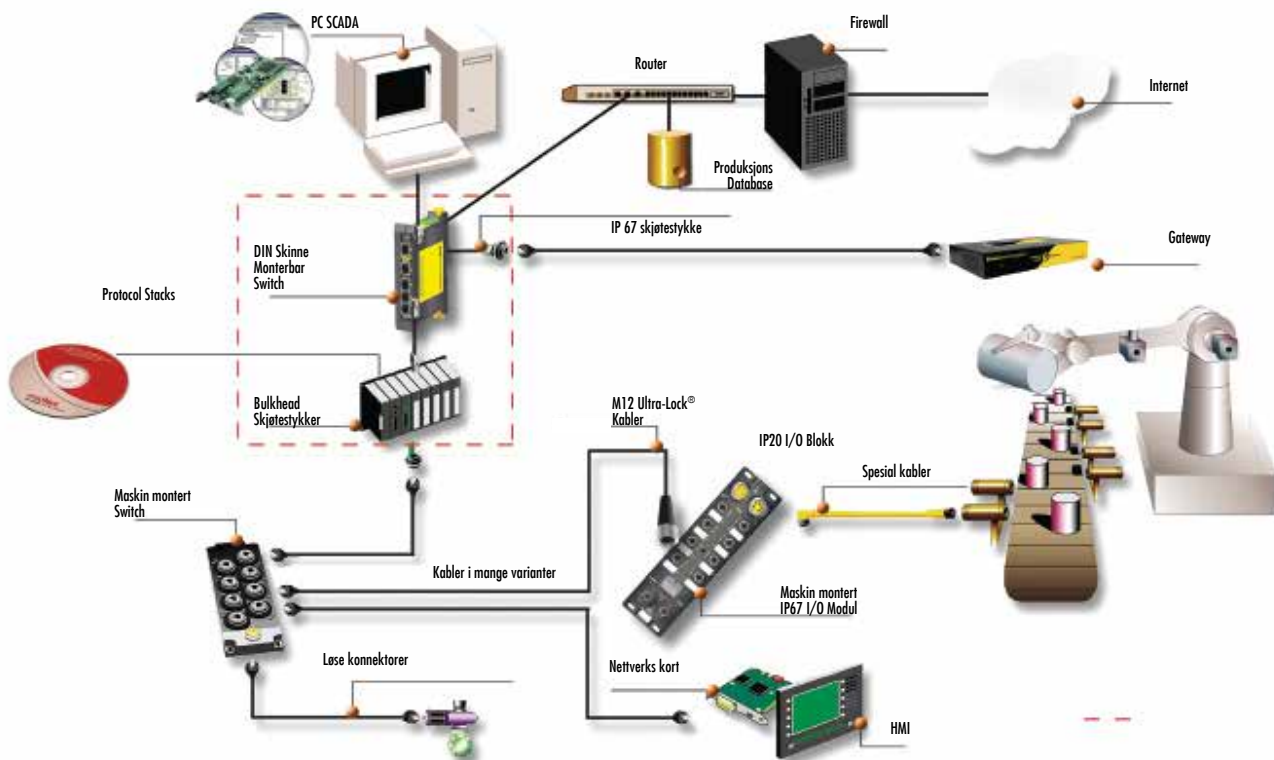 PC SCADA
Firewall
Router
Internet
Produksjons
Database
IP 67 skjøtestykke
Gateway
DIN Skinne
Monterbar
Switch
Protocol Stacks
Bulkhead
Skjøtestykker
M12 Ultra-Lock®
Kabler
IP20 I/O Blokk
Spesial kabler
Maskin montert
Switch
Kabler i mange varianter
Maskin montert
IP67 I/O Modul
Løse konnektorer
Nettverks kort
HMI